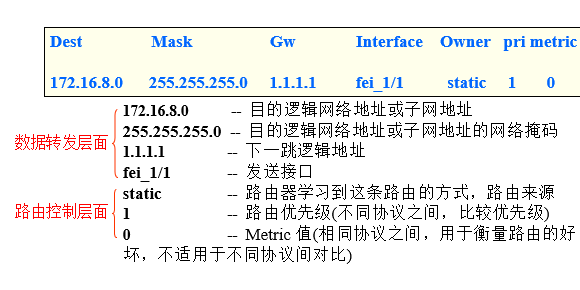 Dest Mask Gw Interface Owner pri metric
172.16.8.0 255.255.255.0 1.1.1.1 fei_1/1 static 1 0
数据转发层面
172.16.8.0 -- 目的逻辑网络地址或子网地址
255.255.255.0 -- 目的逻辑网络地址或子网地址的网络掩码
1.1.1.1 -- 下一跳逻辑地址
fei_1/1 -- 发送接口
路由控制层面
static -- 路由器学习到这条路由的方式，路由来源
1 -- 路由优先级(不同协议之间，比较优先级)
0 -- Metric 值(相同协议之间，用于衡量路由的好
坏，不适用于不同协议间对比)